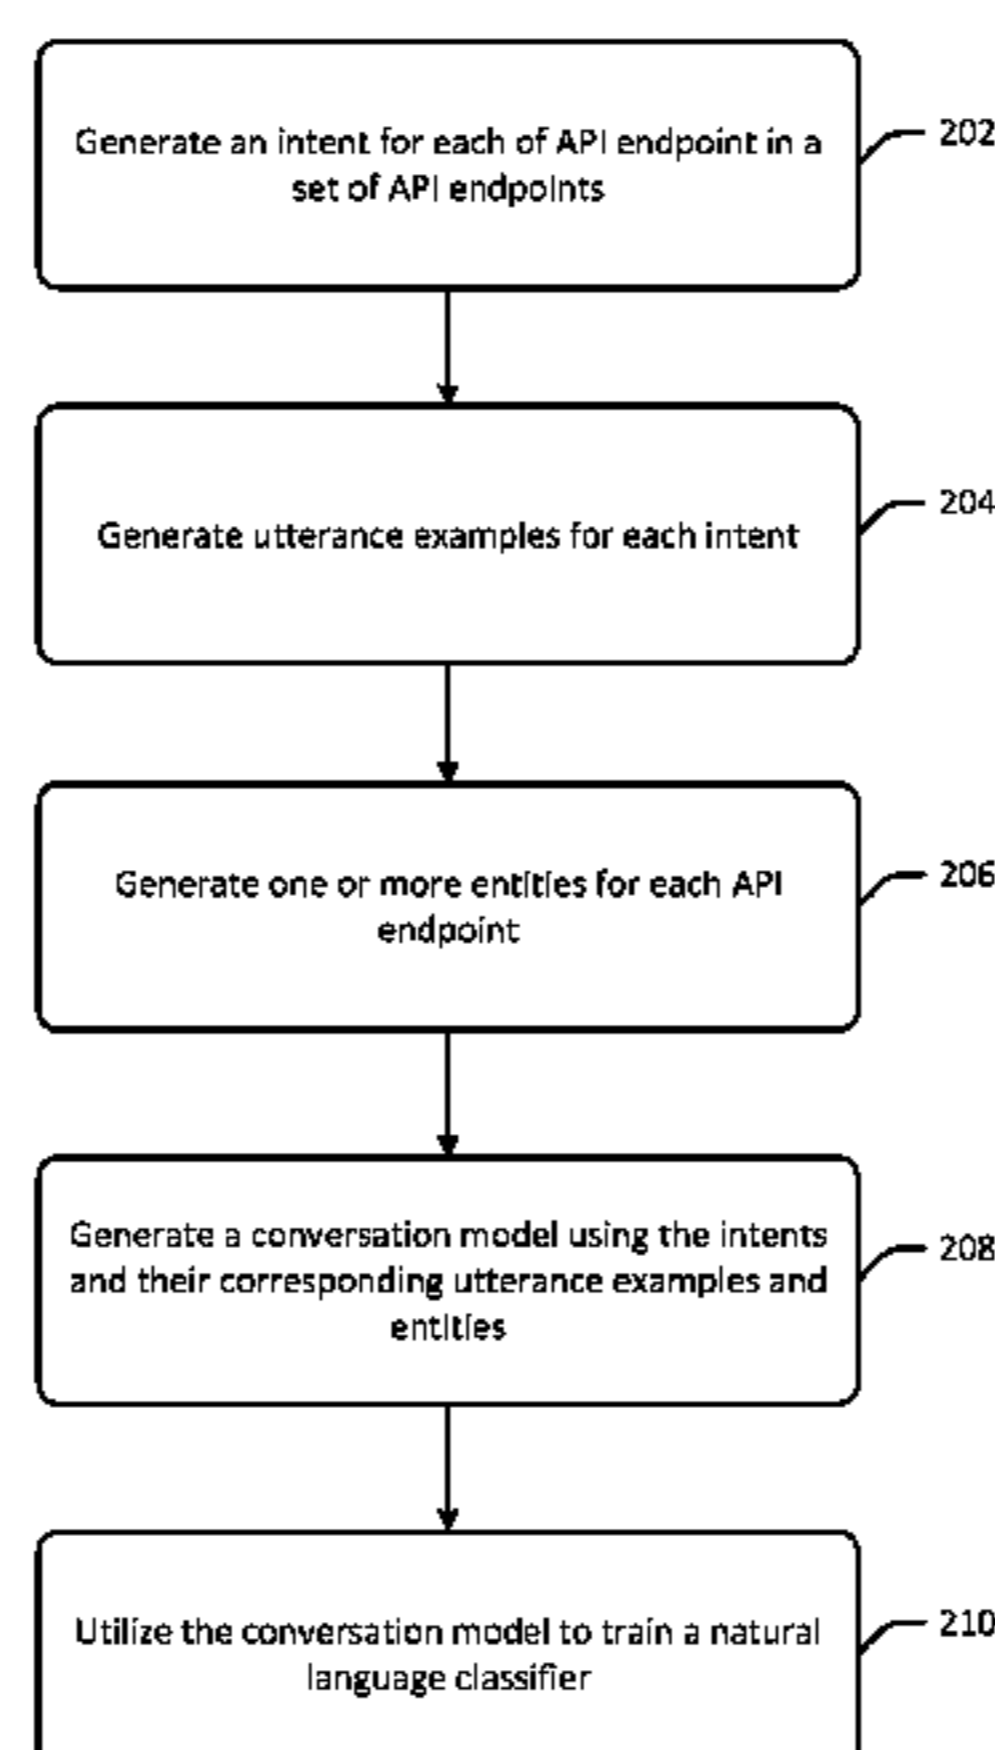 Generate an intent for each of API endpoint in a
set of API endpoints
202
Generate utterance examples for each intent
204
Generate one or more entities for each API
endpoint
206
Generate a conversation model using the intents
and their corresponding utterance examples and
entities
208
Utilize the conversation model to train a natural
language classifier
210